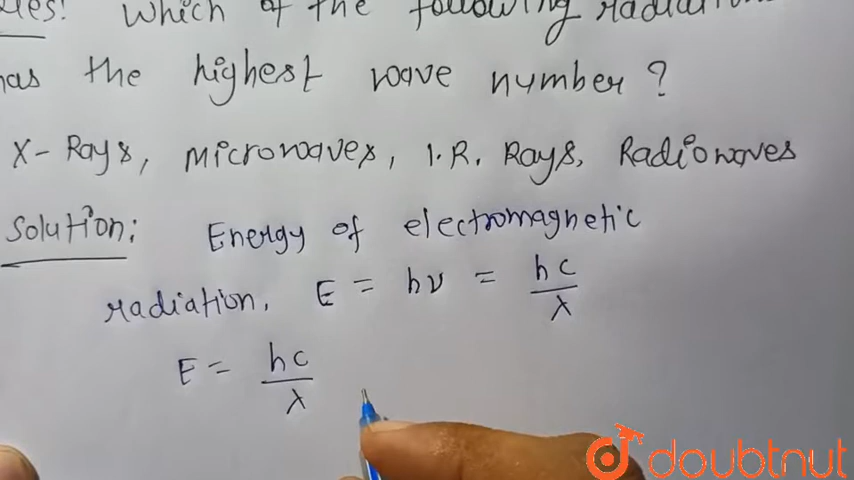 Which of the following
has the highest wave number?
X-Rays, Microwaves, I.R. Rays, Radiowaves
Solution: Energy of electromagnetic
radiation, E = hν = hc/λ
E = hc/λ
doubtnut